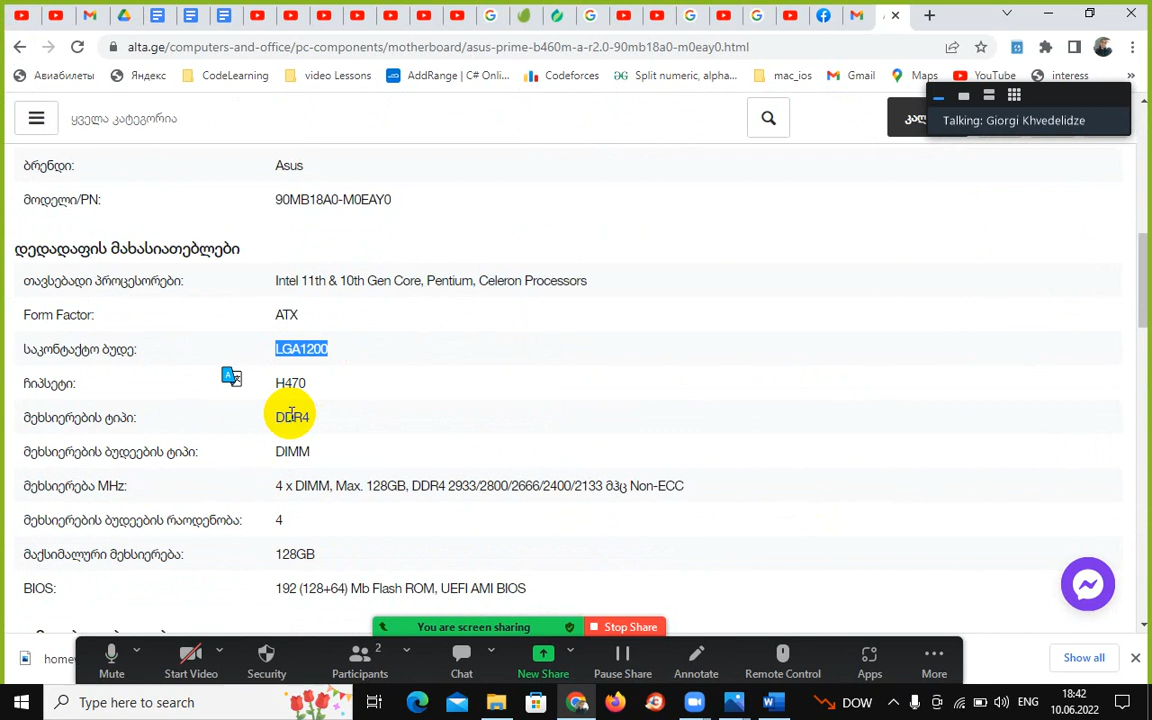 alta.ge/computers-and-office/pc-components/motherboard/asus-prime-b460m-a-r2.0-90mb18a0-m0eay0.html
Авиабилеты
Яндекс
CodeLearning
video Lessons
AddRange | C# Onli...
Codeforces
Split numeric, alpha...
mac_ios
Gmail
Maps
YouTube
interess
»
ყველა კატეგორია
Talking: Giorgi Khvedelidze
ბრენდი: Asus
მოდელი/PN: 90MB18A0-M0EAY0
დედადაფის მახასიათებლები
თავსებადი პროცესორები: Intel 11th & 10th Gen Core, Pentium, Celeron Processors
Form Factor: ATX
საკონტაქტო ბუდე: LGA1200
ჩიპსეტი: H470
მეხსიერების ტიპი: DDR4
მეხსიერების ბუდეების ტიპი: DIMM
მეხსიერება MHz: 4 x DIMM, Max. 128GB, DDR4 2933/2800/2666/2400/2133 მჰც Non-ECC
მეხსიერების ბუდეების რაოდენობა: 4
მაქსიმალური მეხსიერება: 128GB
BIOS: 192 (128+64) Mb Flash ROM, UEFI AMI BIOS
You are screen sharing
Stop Share
2
Mute
Start Video
Security
Participants
Chat
New Share
Pause Share
Annotate
Remote Control
Apps
More
Show all
Type here to search
DOW
ENG
18:42
10.06.2022